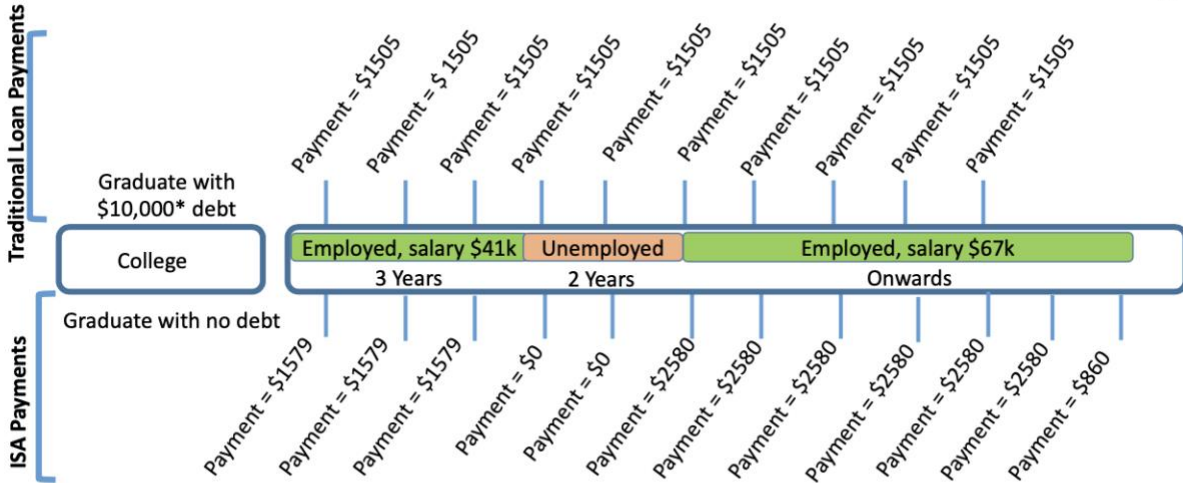 Traditional Loan Payments
Payment = $1505
Payment = $ 1505
Payment = $1505
Payment = $1505
Payment = $1505
Payment = $1505
Payment = $1505
Payment = $1505
Payment = $1505
Payment = $1505
Graduate with
$10,000* debt
College
Employed, salary $41k
Unemployed
Employed, salary $67k
3 Years
2 Years
Onwards
Graduate with no debt
ISA Payments
Payment = $1579
Payment = $1579
Payment = $1579
Payment = $0
Payment = $0
Payment = $2580
Payment = $2580
Payment = $2580
Payment = $2580
Payment = $2580
Payment = $2580
Payment = $860